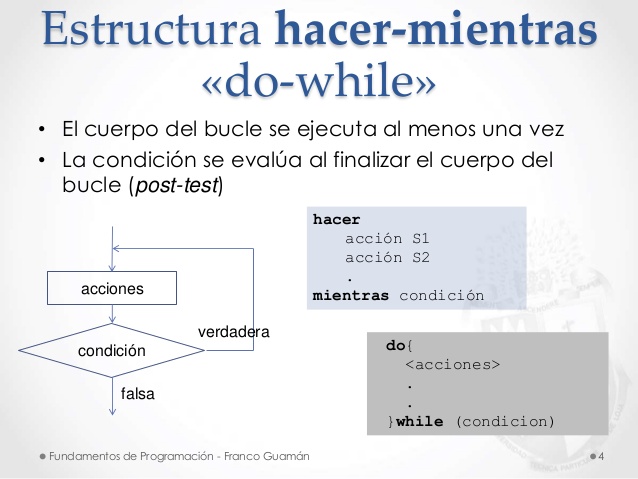 Estructura hacer-mientras
«do-while»
• El cuerpo del bucle se ejecuta al menos una vez
• La condición se evalúa al finalizar el cuerpo del
bucle (post-test)
hacer
acción S1
acción S2
.
mientras condición
acciones
condición
verdadera
falsa
do{
<acciones>
.
.
}while (condicion)
Fundamentos de Programación - Franco Guamán
4